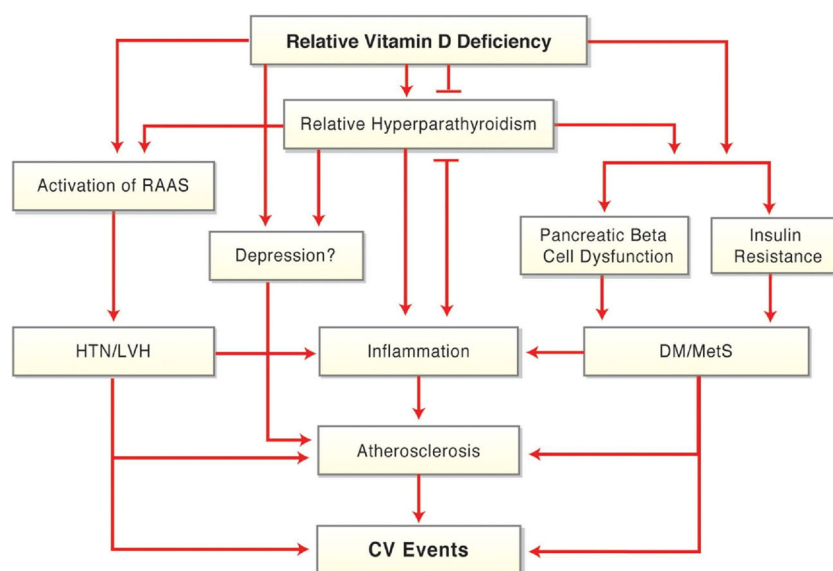 Relative Vitamin D Deficiency
Relative Hyperparathyroidism
Activation of RAAS
Depression?
Pancreatic Beta
Cell Dysfunction
Insulin
Resistance
HTN/LVH
Inflammation
DM/MetS
Atherosclerosis
CV Events